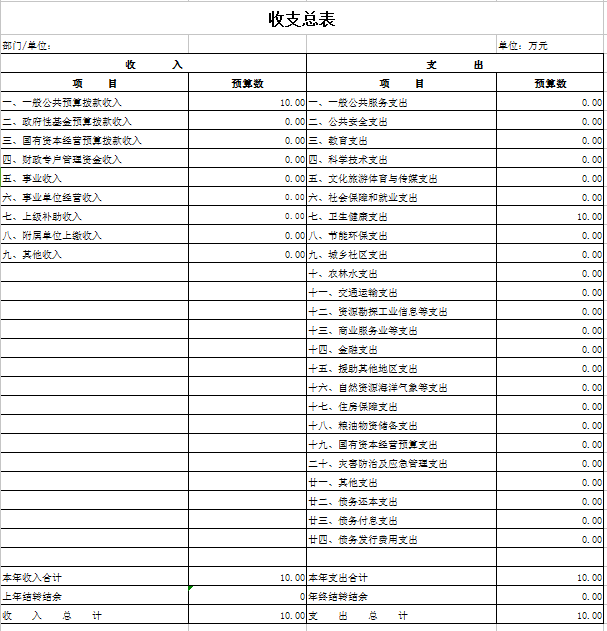 收支总表
部门/单位: 单位: 万元
收 入 支 出
项 目 预算数 项 目 预算数
一、一般公共预算拨款收入 10.00 一、一般公共服务支出 0.00
二、政府性基金预算拨款收入 0.00 二、公共安全支出 0.00
三、国有资本经营预算拨款收入 0.00 三、教育支出 0.00
四、财政专户管理资金收入 0.00 四、科学技术支出 0.00
五、事业收入 0.00 五、文化旅游体育与传媒支出 0.00
六、事业单位经营收入 0.00 六、社会保障和就业支出 0.00
七、上级补助收入 0.00 七、卫生健康支出 10.00
八、附属单位上缴收入 0.00 八、节能环保支出 0.00
九、其他收入 0.00 九、城乡社区支出 0.00
十、农林水支出 0.00
十一、交通运输支出 0.00
十二、资源勘探工业信息等支出 0.00
十三、商业服务业等支出 0.00
十四、金融支出 0.00
十五、援助其他地区支出 0.00
十六、自然资源海洋气象等支出 0.00
十七、住房保障支出 0.00
十八、粮油物资储备支出 0.00
十九、国有资本经营预算支出 0.00
二十、灾害防治及应急管理支出 0.00
廿一、其他支出 0.00
廿二、债务还本支出 0.00
廿三、债务付息支出 0.00
廿四、债务发行费用支出 0.00
本年收入合计 10.00 本年支出合计 10.00
上年结转结余 0 年终结转结余 0.00
收 入 总 计 10.00 支 出 总 计 10.00